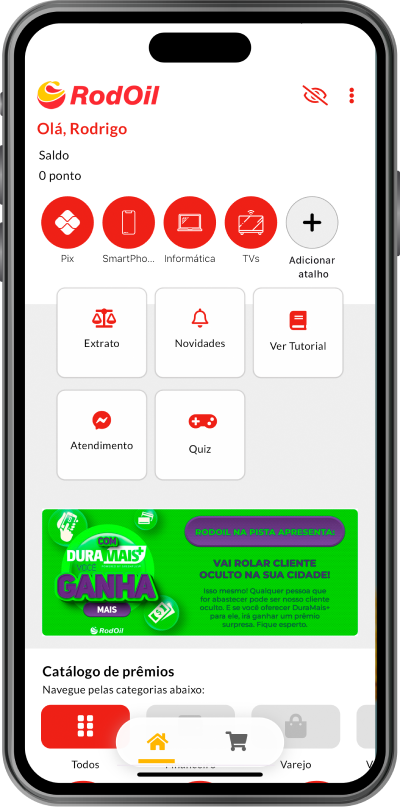 RodOil
Olá, Rodrigo
Saldo
0 ponto
Pix
SmartPho...
Informática
TVs
Adicionar
atalho
Extrato
Novidades
Ver Tutorial
Atendimento
Quiz
COM
DURAMAIS+
VOCÊ
GANHA
MAIS
RodOil
RODOIL NA PISTA APRESENTA:
VAI ROLAR CLIENTE
OCULTO NA SUA CIDADE!
Isso mesmo! Qualquer pessoa que
for abastecer pode ser nosso cliente
oculto. E se você oferecer DuraMais+
para ele, irá ganhar um prêmio
surpresa. Fique esperto.
Catálogo de prêmios
Navegue pelas categorias abaixo:
Todos
Financeiro
Varejo